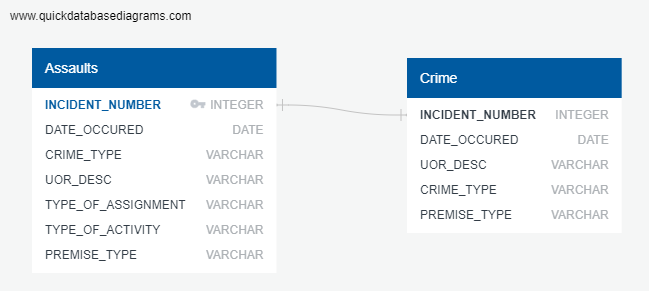 www.quickdatabasediagrams.com
Assaults
INCIDENT_NUMBER INTEGER
DATE_OCCURED DATE
CRIME_TYPE VARCHAR
UOR_DESC VARCHAR
TYPE_OF_ASSIGNMENT VARCHAR
TYPE_OF_ACTIVITY VARCHAR
PREMISE_TYPE VARCHAR
Crime
INCIDENT_NUMBER INTEGER
DATE_OCCURED DATE
UOR_DESC VARCHAR
CRIME_TYPE VARCHAR
PREMISE_TYPE VARCHAR